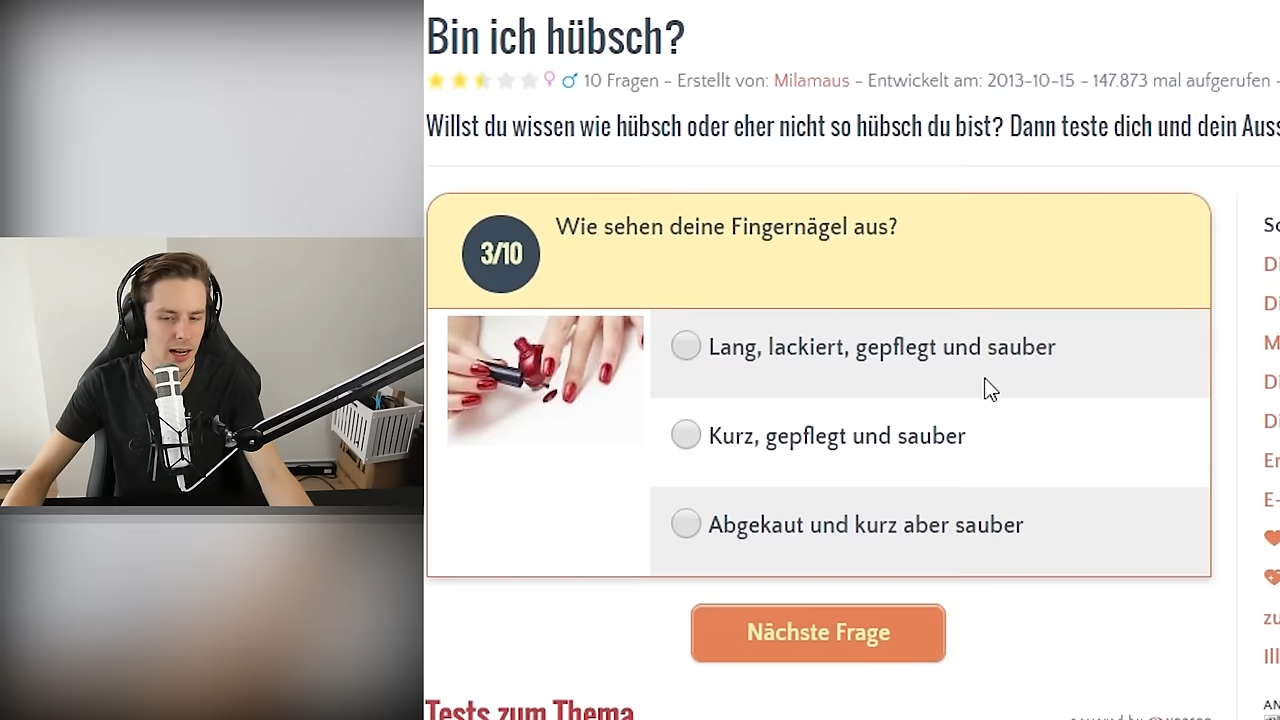 Bin ich hübsch?
10 Fragen - Erstellt von: Milamaus - Entwickelt am: 2013-10-15 - 147.873 mal aufgerufen -
Willst du wissen wie hübsch oder eher nicht so hübsch du bist? Dann teste dich und dein
3/10
Wie sehen deine Fingernägel aus?
Lang, lackiert, gepflegt und sauber
Kurz, gepflegt und sauber
Abgekaut und kurz aber sauber
Nächste Frage
Tests zum Thema